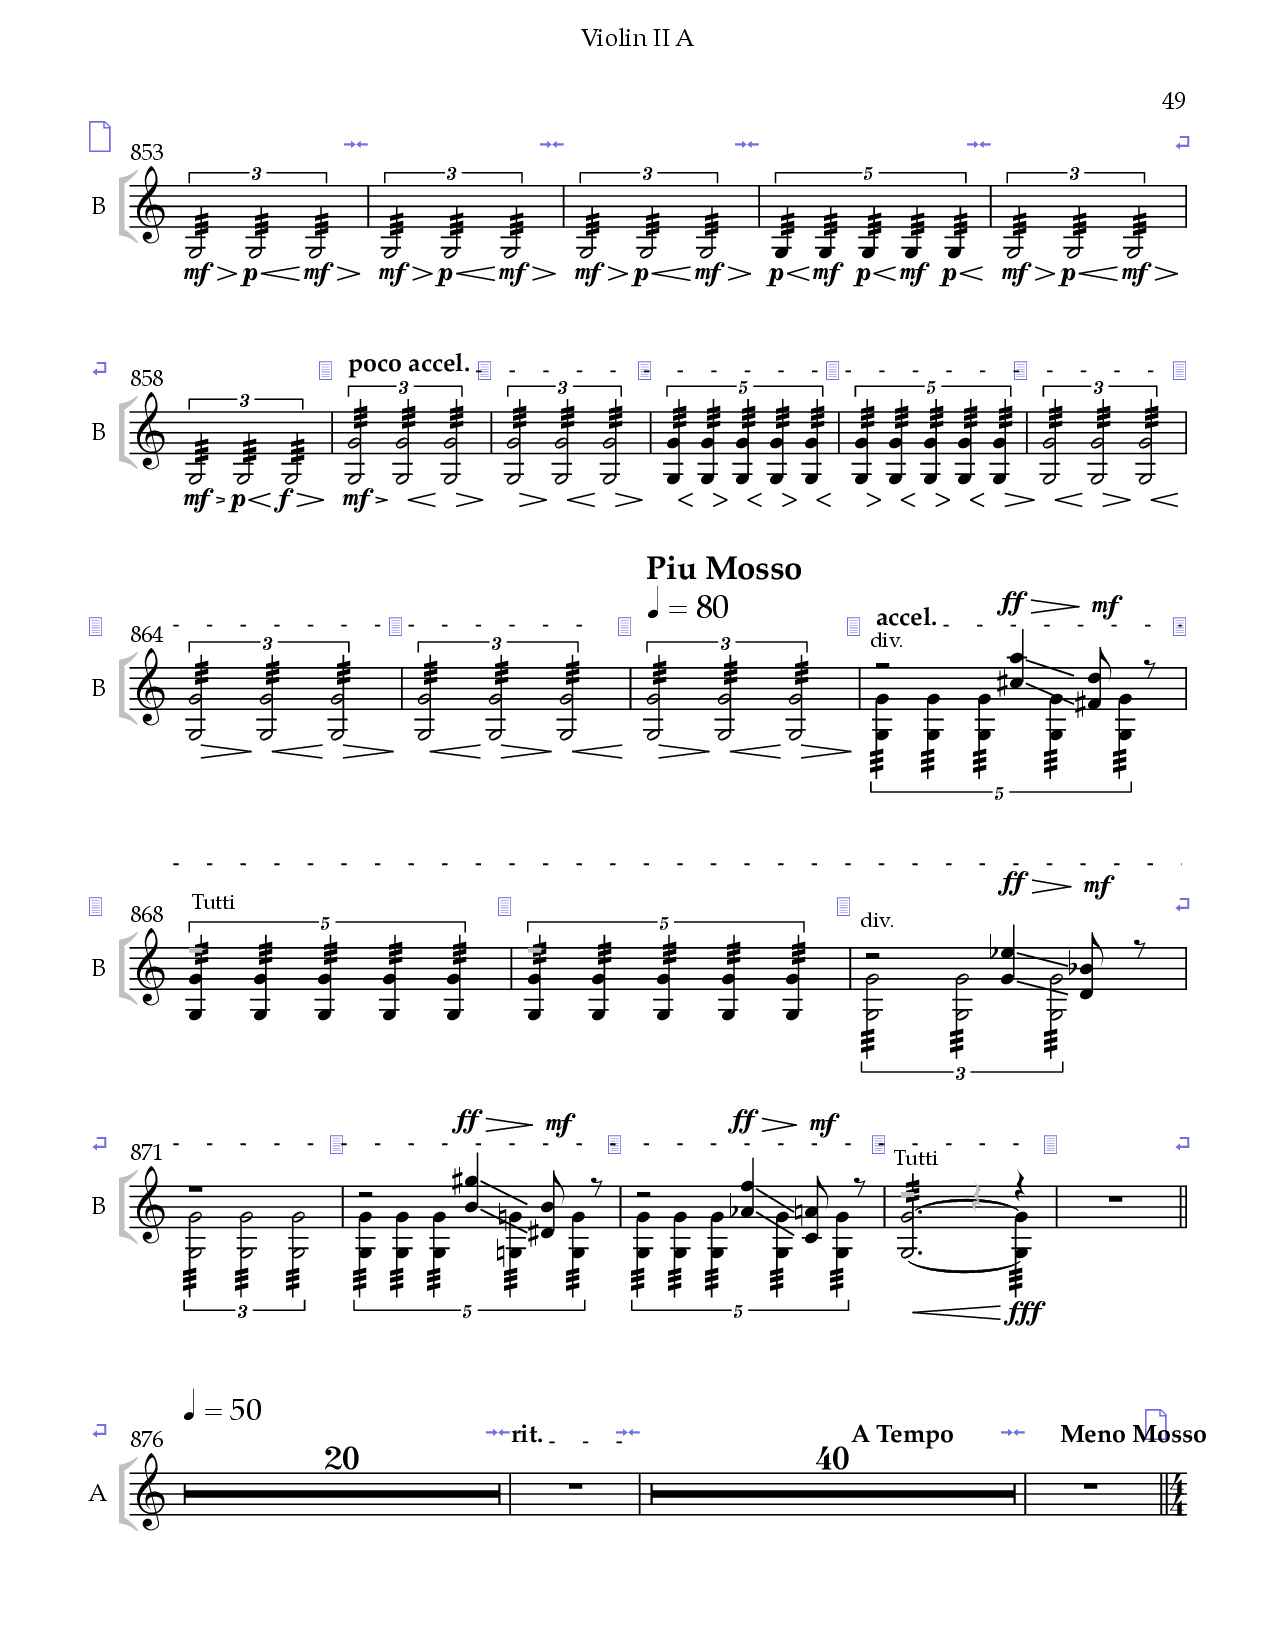 Violin II A
49
853
3 3 3 5 3
B
mf p mf mf p mf mf p mf p mf p mf p mf p mf
poco accel.
858
3 3 3 5 5 3
B
mf p f mf
Piu Mosso
♩ = 80
ff mf
accel.
864
3 3 3 div.
B
5
868
Tutti
5 5
ff mf
div.
B
3
ff mf ff mf
871
Tutti
B
3 5 5
fff
♩ = 50
876
rit. A Tempo Meno Mosso
20 40
A
4
4